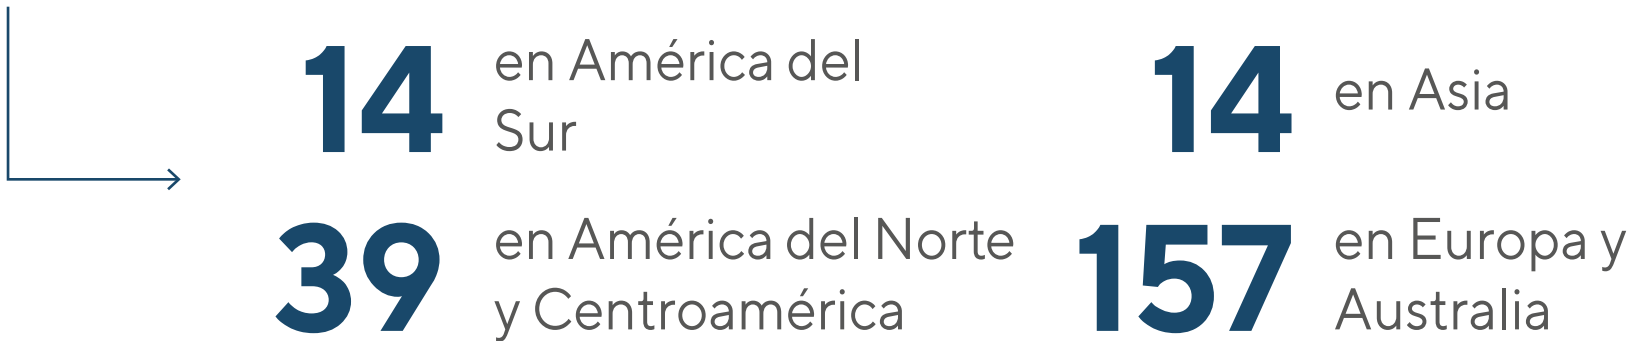 14 en América del
Sur
14 en Asia
39 en América del Norte
y Centroamérica
157 en Europa y
Australia